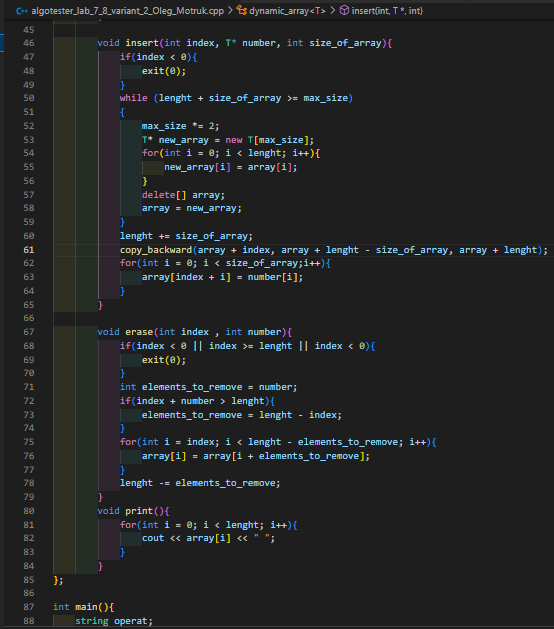 algotester_lab_7_8_variant_2_Oleg_Motruk.cpp > dynamic_array<T> > insert(int, T *, int)
45
46 void insert(int index, T* number, int size_of_array){
47 if(index < 0){
48 exit(0);
49 }
50 while (lenght + size_of_array >= max_size)
51 {
52 max_size *= 2;
53 T* new_array = new T[max_size];
54 for(int i = 0; i < lenght; i++){
55 new_array[i] = array[i];
56 }
57 delete[] array;
58 array = new_array;
59 }
60 lenght += size_of_array;
61 copy_backward(array + index, array + lenght - size_of_array, array + lenght);
62 for(int i = 0; i < size_of_array;i++){
63 array[index + i] = number[i];
64 }
65 }
66
67 void erase(int index , int number){
68 if(index < 0 || index >= lenght || index < 0){
69 exit(0);
70 }
71 int elements_to_remove = number;
72 if(index + number > lenght){
73 elements_to_remove = lenght - index;
74 }
75 for(int i = index; i < lenght - elements_to_remove; i++){
76 array[i] = array[i + elements_to_remove];
77 }
78 lenght -= elements_to_remove;
79 }
80 void print(){
81 for(int i = 0; i < lenght; i++){
82 cout << array[i] << " ";
83 }
84 }
85 };
86
87 int main(){
88 string operat;